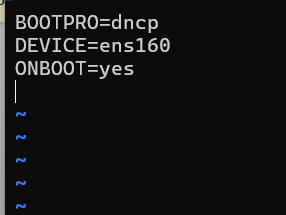 BOOTPRO=dncp
DEVICE=ens160
ONBOOT=yes
~
~
~
~
~